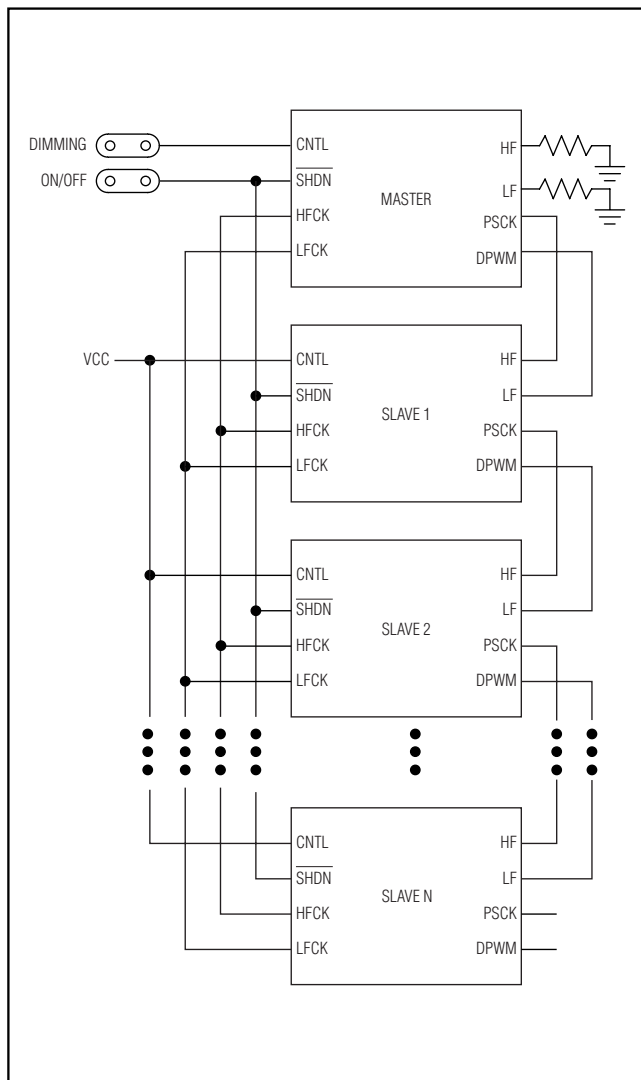 DIMMING
ON/OFF
CNTL
SHDN
HFCK
LFCK
MASTER
HF
LF
PSCK
DPWM
VCC
CNTL
SHDN
HFCK
LFCK
SLAVE 1
HF
LF
PSCK
DPWM
CNTL
SHDN
HFCK
LFCK
SLAVE 2
HF
LF
PSCK
DPWM
CNTL
SHDN
HFCK
LFCK
SLAVE N
HF
LF
PSCK
DPWM